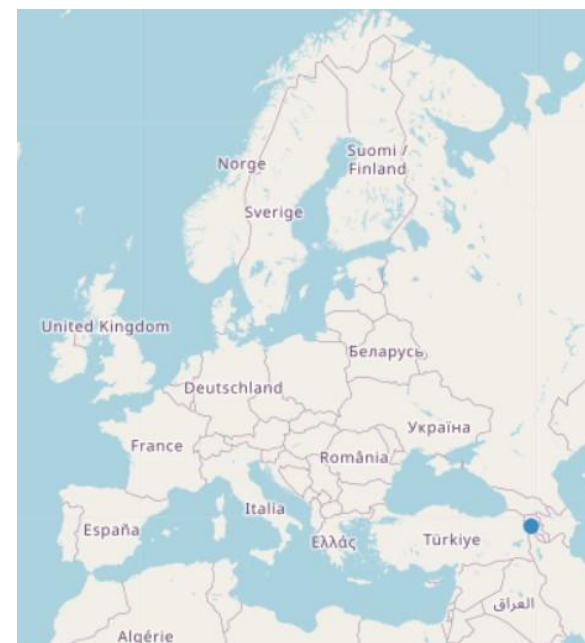 Norge
Suomi /
Finland
Sverige
United Kingdom
Беларусь
Deutschland
Україна
France
România
Italia
España
Ελλάς
Türkiye
العراق
Algérie